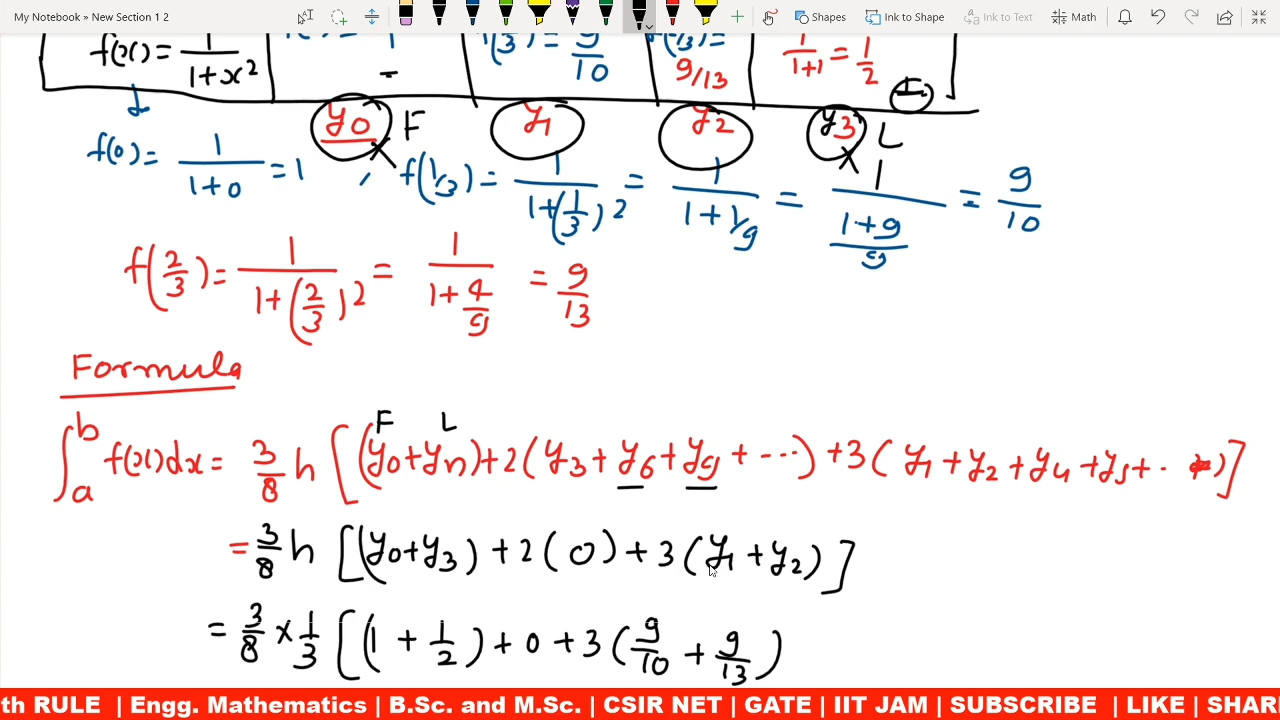 My Notebook » New Section 1 2
Shapes Ink to Shape Ink to Text Math
f(x)= 1/(1+x²) 1 (1/3)= 9/10 9/13 1/(1+1) = 1/2
y0 F y1 y2 y3 L
f(0)= 1/(1+0) =1 , f(1/3)= 1/(1+(1/3)2) = 1/(1+1/9) = 1/((1+9)/9) = 9/10
f(2/3)= 1/(1+(2/3)2) = 1/(1+4/9) = 9/13
Formula
F L
∫_a^b f(x)dx= 3/8 h [(y0+yn)+2(y3+y6+y9+---)+3(y1+y2+y4+y5+..)]
= 3/8 h [(y0+y3)+2(0)+3(y1+y2)]
= 3/8 × 1/3 [(1+1/2)+0+3(9/10+9/13)
th RULE | Engg. Mathematics | B.Sc. and M.Sc. | CSIR NET | GATE | IIT JAM | SUBSCRIBE | LIKE | SHAR